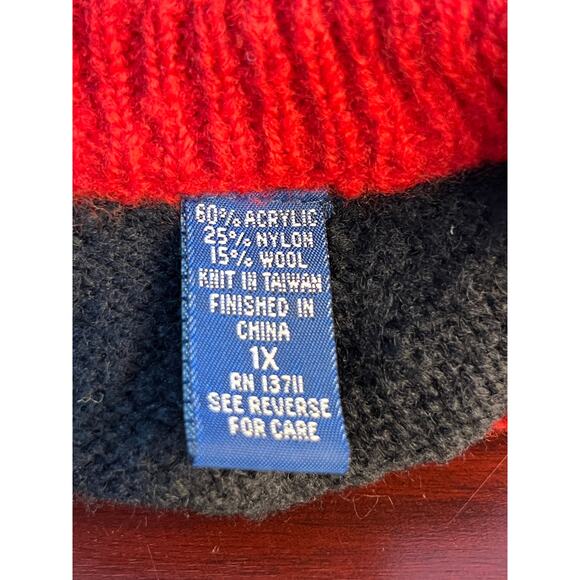 60% ACRYLIC
25% NYLON
15% WOOL
KNIT IN TAIWAN
FINISHED IN
CHINA
1X
RN 13711
SEE REVERSE
FOR CARE